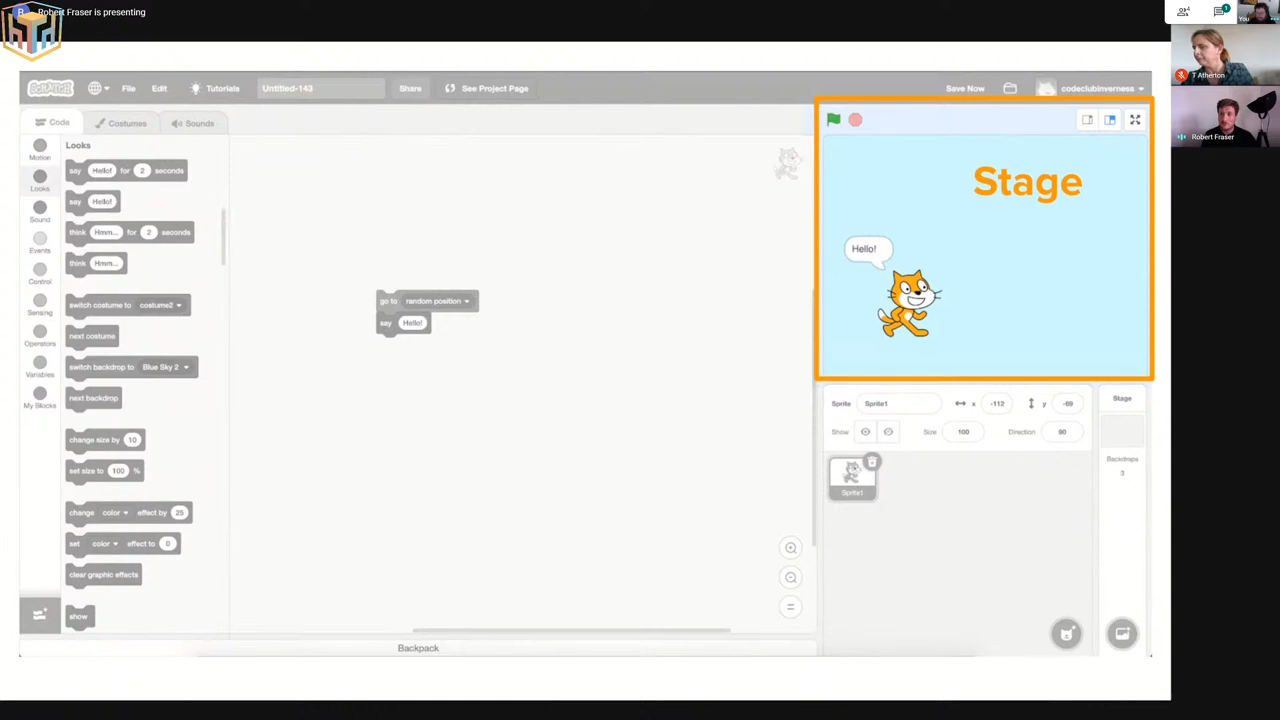 Robert Fraser is presenting
R
1
You
T Atherton
Robert Fraser
SCRATCH
File
Edit
Tutorials
Untitled-143
Share
See Project Page
Save Now
codeclubinverness
Code
Costumes
Sounds
Motion
Looks
Sound
Events
Control
Sensing
Operators
Variables
My Blocks
Looks
say Hello! for 2 seconds
say Hello!
think Hmm... for 2 seconds
think Hmm...
switch costume to costume2
next costume
switch backdrop to Blue Sky 2
next backdrop
change size by 10
set size to 100 %
change color effect by 25
set color effect to 0
clear graphic effects
show
go to random position
say Hello!
Stage
Hello!
Sprite Sprite1 x -112 y -69
Show Size 100 Direction 90
Sprite1
Stage
Backdrops
3
Backpack